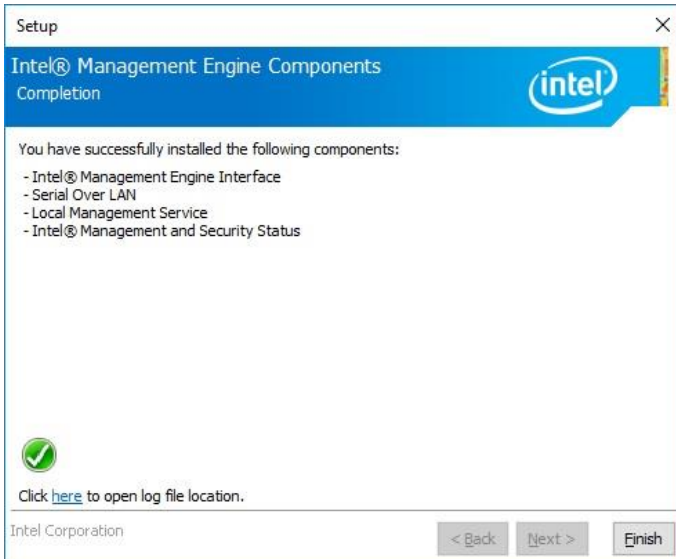 Setup
Intel® Management Engine Components
Completion
intel
You have successfully installed the following components:
- Intel® Management Engine Interface
- Serial Over LAN
- Local Management Service
- Intel® Management and Security Status
Click here to open log file location.
Intel Corporation
< Back Next > Finish